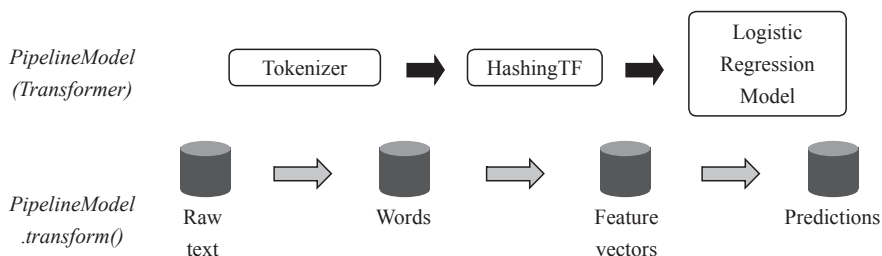 PipelineModel
(Transformer)
Tokenizer
HashingTF
Logistic
Regression
Model
PipelineModel
.transform()
Raw
text
Words
Feature
vectors
Predictions